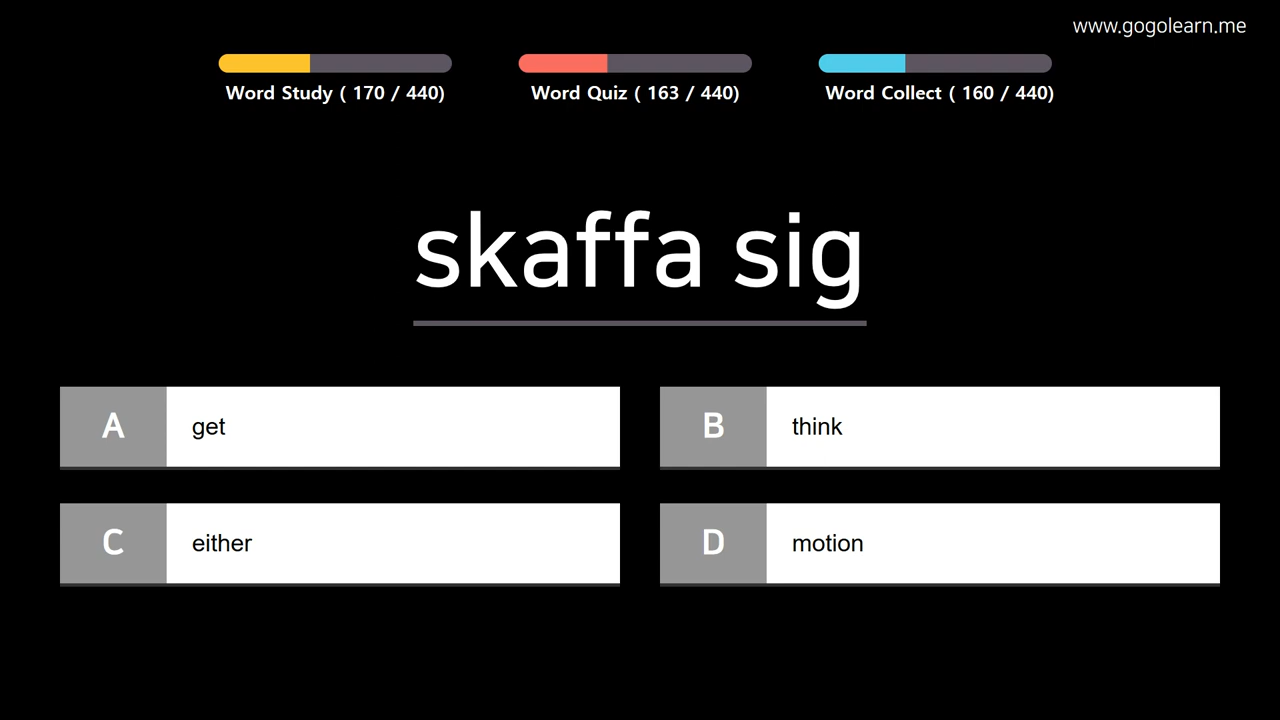 www.gogolearn.me
Word Study ( 170 / 440)
Word Quiz ( 163 / 440)
Word Collect ( 160 / 440)
skaffa sig
A get
B think
C either
D motion